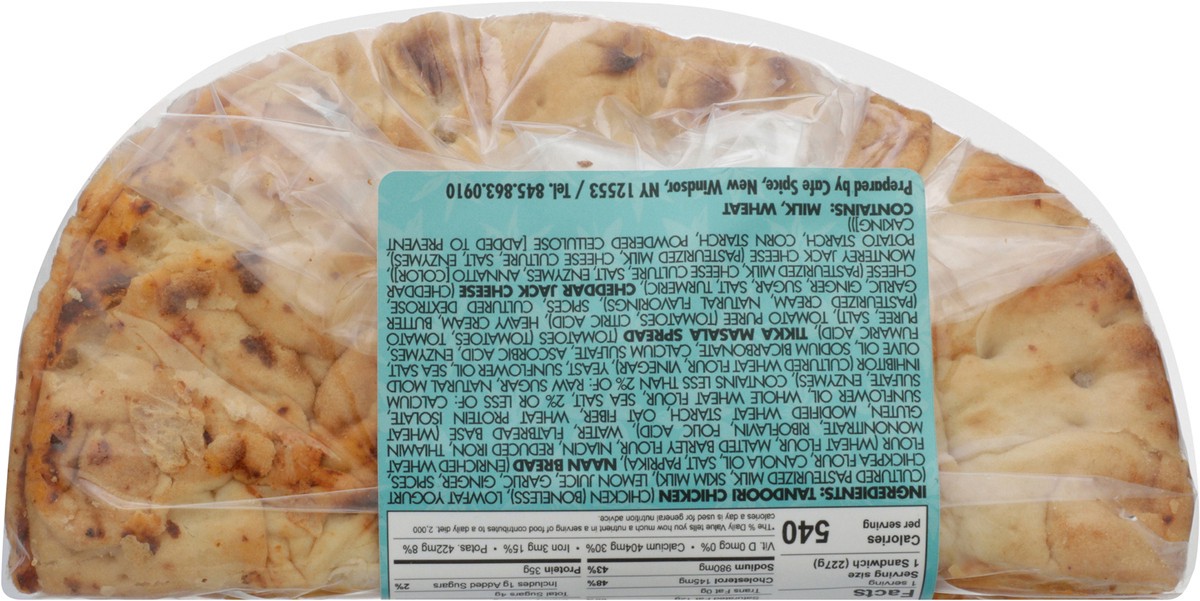 Facts
1 serving
Serving size
1 Sandwich (227g)
Calories
per serving
540
Trans Fat 0g
Cholesterol 145mg 48%
Sodium 980mg 43%
Total Sugars 4g
Includes 1g Added Sugars 2%
Protein 35g
Vit. D 0mcg 0% • Calcium 404mg 30% • Iron 3mg 15% • Potas. 422mg 8%
*The % Daily Value tells you how much a nutrient in a serving of food contributes to a daily diet. 2,000
calories a day is used for general nutrition advice.
INGREDIENTS: TANDOORI CHICKEN (CHICKEN (BONELESS), LOWFAT YOGURT
(CULTURED PASTEURIZED MILK, SKIM MILK), LEMON JUICE, GARLIC, GINGER, SPICES,
CHICKPEA FLOUR, CANOLA OIL, SALT, PAPRIKA), NAAN BREAD (ENRICHED WHEAT
FLOUR (WHEAT FLOUR, MALTED BARLEY FLOUR, NIACIN, REDUCED IRON, THIAMIN
MONONITRATE, RIBOFLAVIN, FOLIC ACID), WATER, FLATBREAD BASE (WHEAT
GLUTEN, MODIFIED WHEAT STARCH, OAT FIBER, WHEAT PROTEIN ISOLATE,
SUNFLOWER OIL, WHOLE WHEAT FLOUR, SEA SALT, 2% OR LESS OF: CALCIUM
SULFATE, ENZYMES), CONTAINS LESS THAN 2% OF: RAW SUGAR, NATURAL MOLD
INHIBITOR (CULTURED WHEAT FLOUR, VINEGAR), YEAST, SUNFLOWER OIL, SEA SALT,
OLIVE OIL, SODIUM BICARBONATE, CALCIUM SULFATE, ASCORBIC ACID, ENZYMES,
FUMARIC ACID), TIKKA MASALA SPREAD (TOMATOES (TOMATOES, TOMATO
PUREE, SALT), TOMATO PUREE (TOMATOES, CITRIC ACID), HEAVY CREAM, BUTTER
(PASTEURIZED CREAM, NATURAL FLAVORINGS), SPICES, CULTURED DEXTROSE,
GARLIC, GINGER, SUGAR, SALT, TURMERIC), CHEDDAR JACK CHEESE (CHEDDAR
CHEESE (PASTEURIZED MILK, CHEESE CULTURE, SALT, ENZYMES, ANNATTO [COLOR]),
MONTEREY JACK CHEESE (PASTEURIZED MILK, CHEESE CULTURE, SALT, ENZYMES),
POTATO STARCH, CORN STARCH, POWDERED CELLULOSE [ADDED TO PREVENT
CAKING]))
CONTAINS: MILK, WHEAT
Prepared by Cafe Spice, New Windsor, NY 12553 / Tel. 845.863.0910